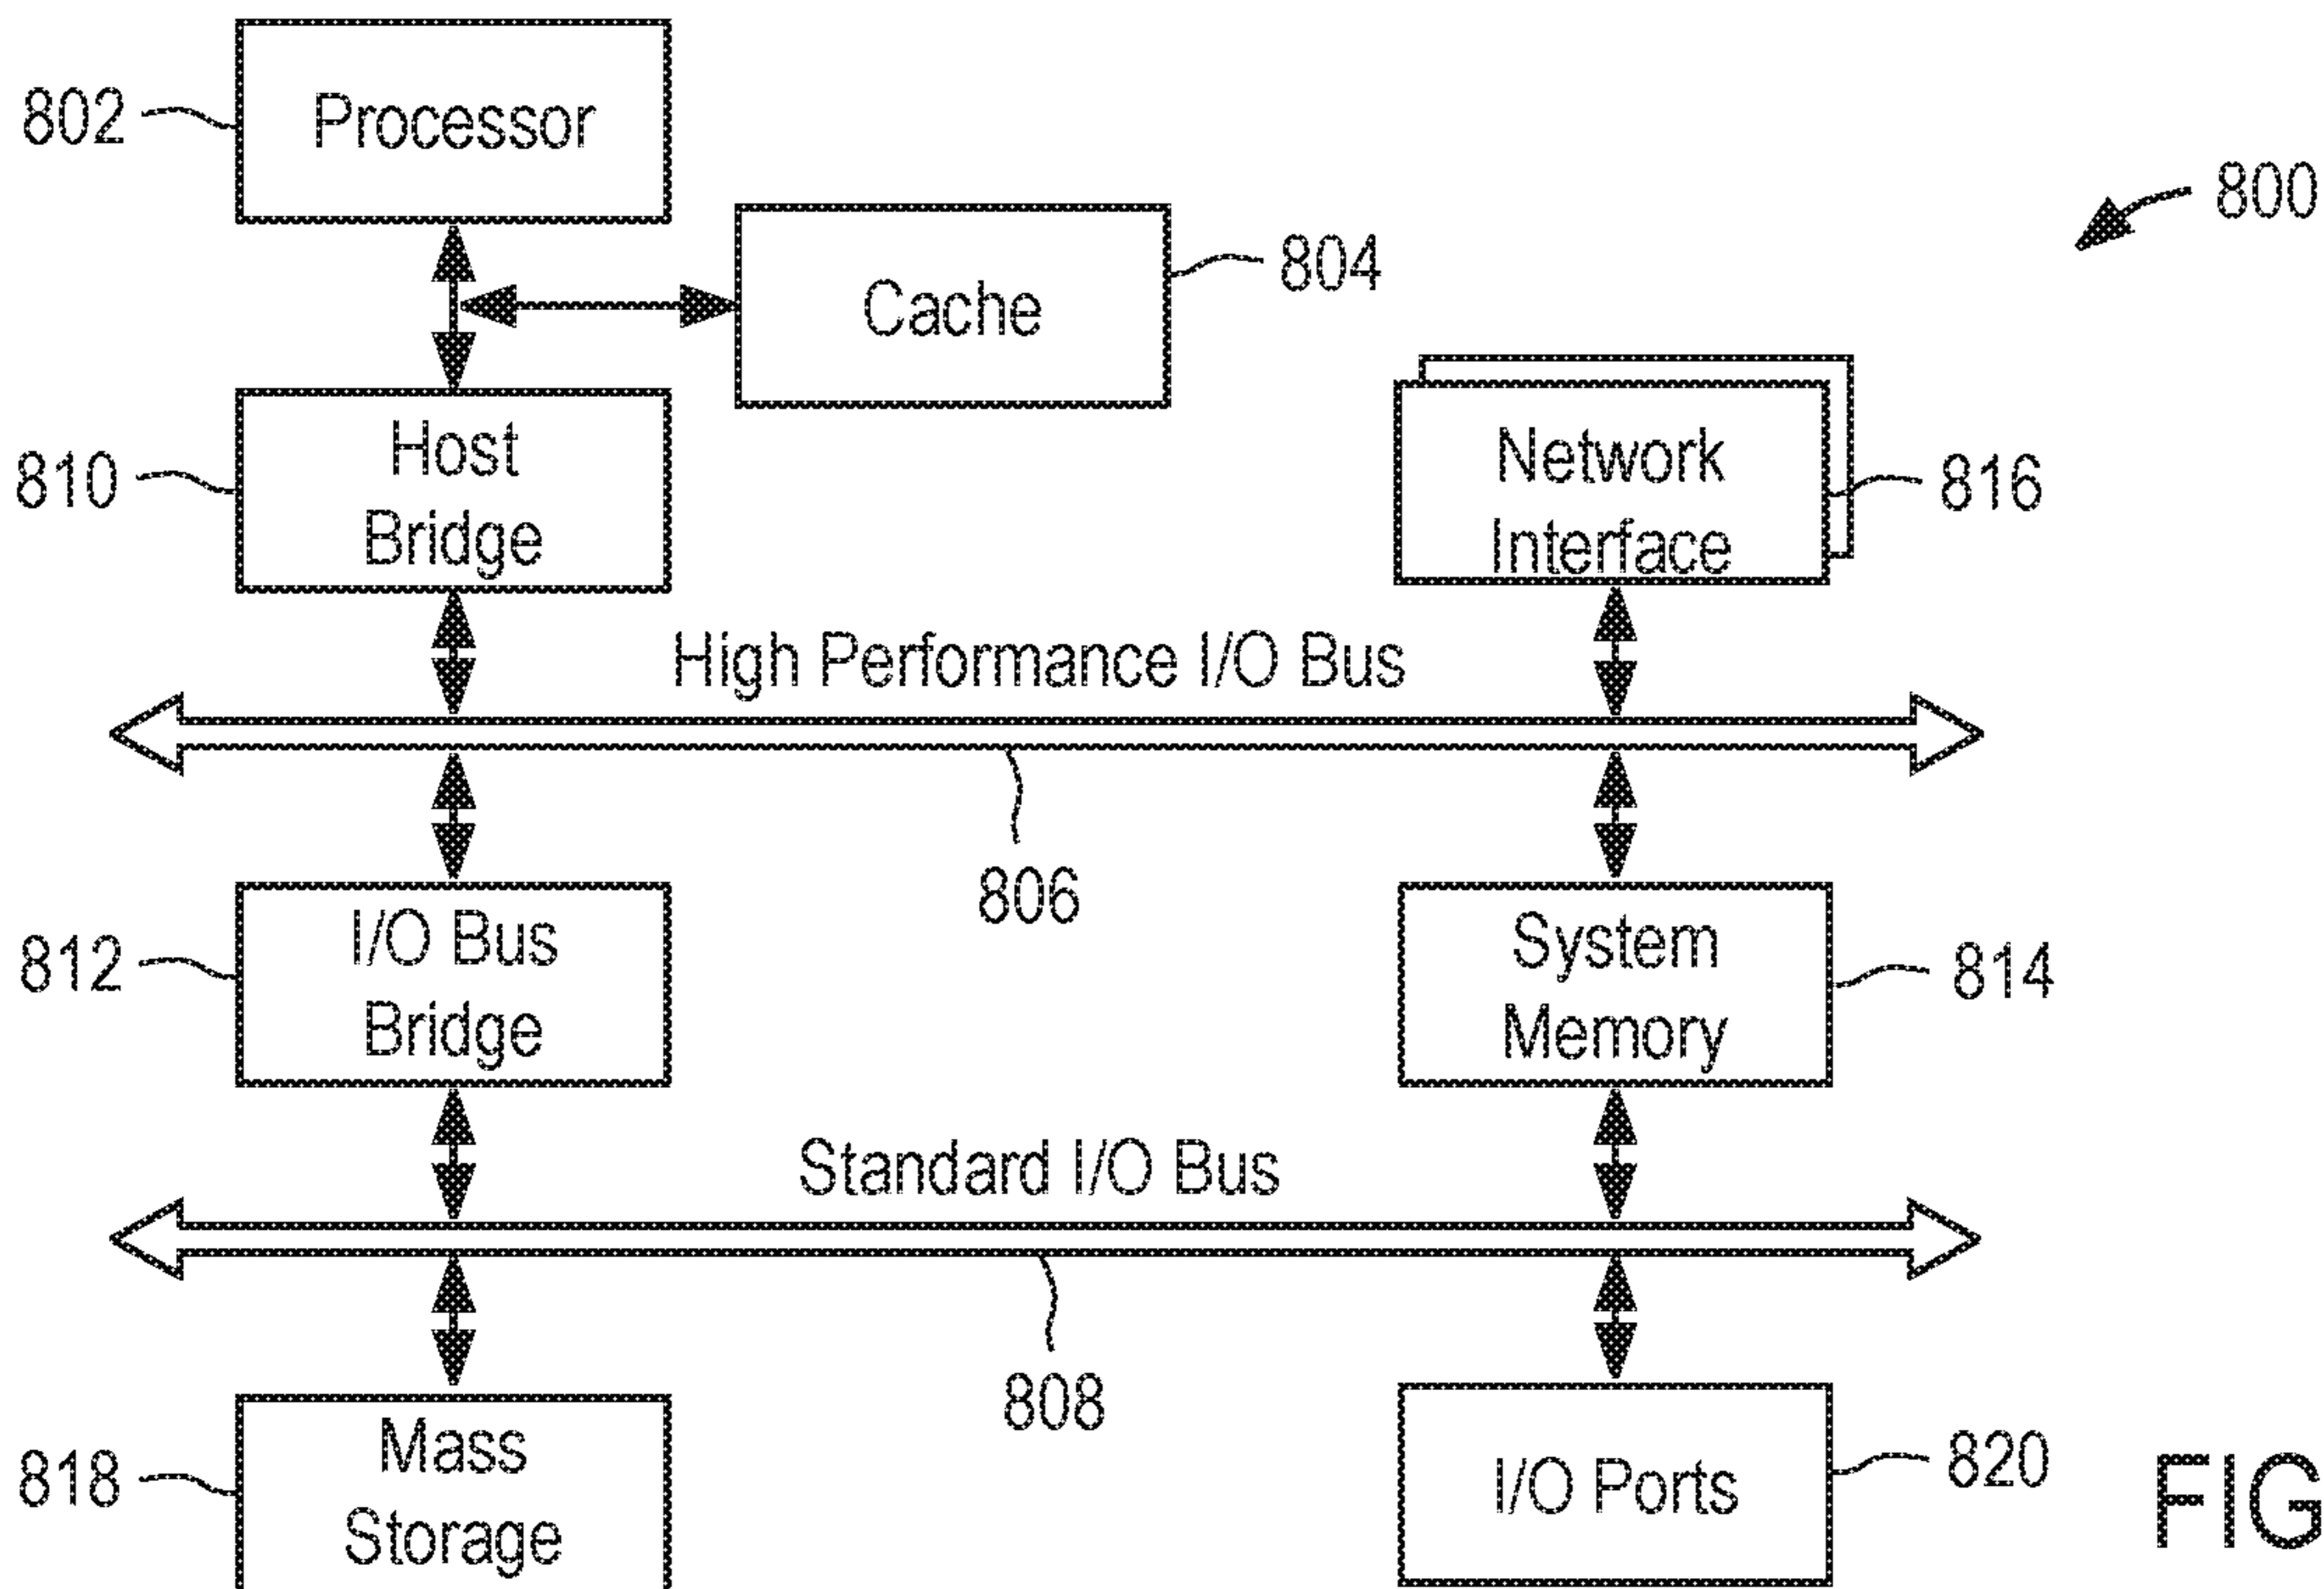 802
Processor
800
804
Cache
810
Host
Bridge
Network
Interface
816
High Performance I/O Bus
806
812
I/O Bus
Bridge
System
Memory
814
Standard I/O Bus
808
818
Mass
Storage
I/O Ports
820
FIG